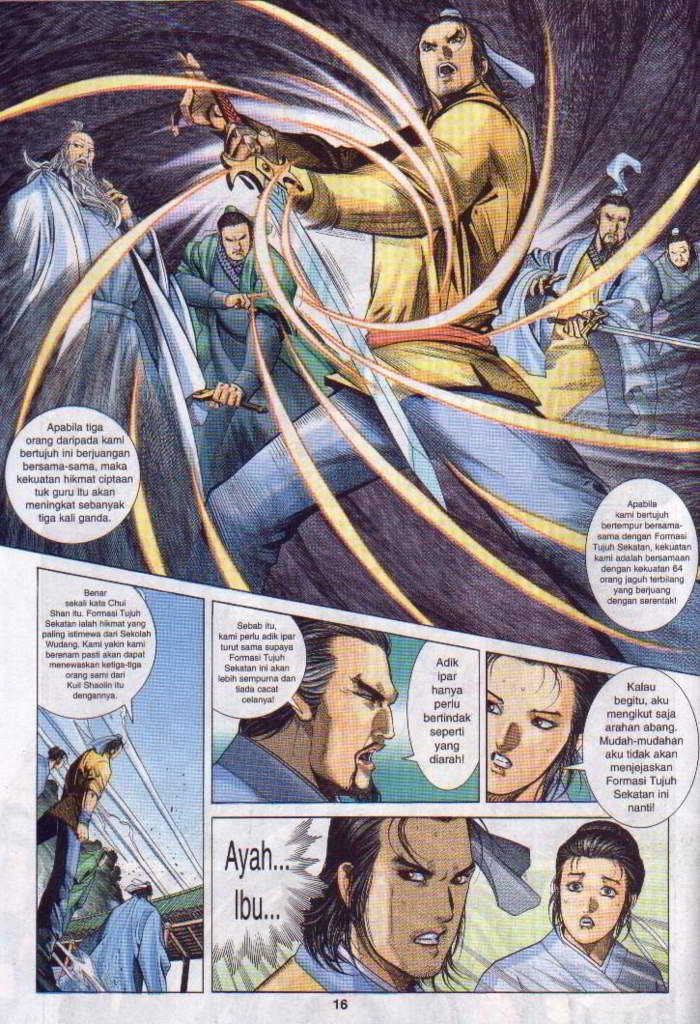 Apabila tiga
orang daripada kami
bertujuh ini berjuangan
bersama-sama, maka
kekuatan hikmat ciptaan
tuk guru itu akan
meningkat sebanyak
tiga kali ganda.
Apabila
kami bertujuh
bertempur bersama-
sama dengan Formasi
Tujuh Sekatan, kekuatan
kami adalah bersamaan
dengan kekuatan 64
orang jaguh terbilang
yang berjuang
dengan serentak!
Benar
sekali kata Chui
Shan itu. Formasi Tujuh
Sekatan ialah hikmat yang
paling istimewa dari Sekolah
Wudang. Kami yakin kami
berenam pasti akan dapat
menewaskan ketiga-tiga
orang sami dari
Kuil Shaolin itu
dengannya.
Sebab itu,
kami perlu adik ipar
turut sama supaya
Formasi Tujuh
Sekatan ini akan
lebih sempurna dan
tiada cacat
celanya!
Adik
ipar
hanya
perlu
bertindak
seperti
yang
diarah!
Kalau
begitu, aku
mengikut saja
arahan abang.
Mudah-mudahan
aku tidak akan
menjejaskan
Formasi Tujuh
Sekatan ini
nanti!
Ayah...
Ibu...
16